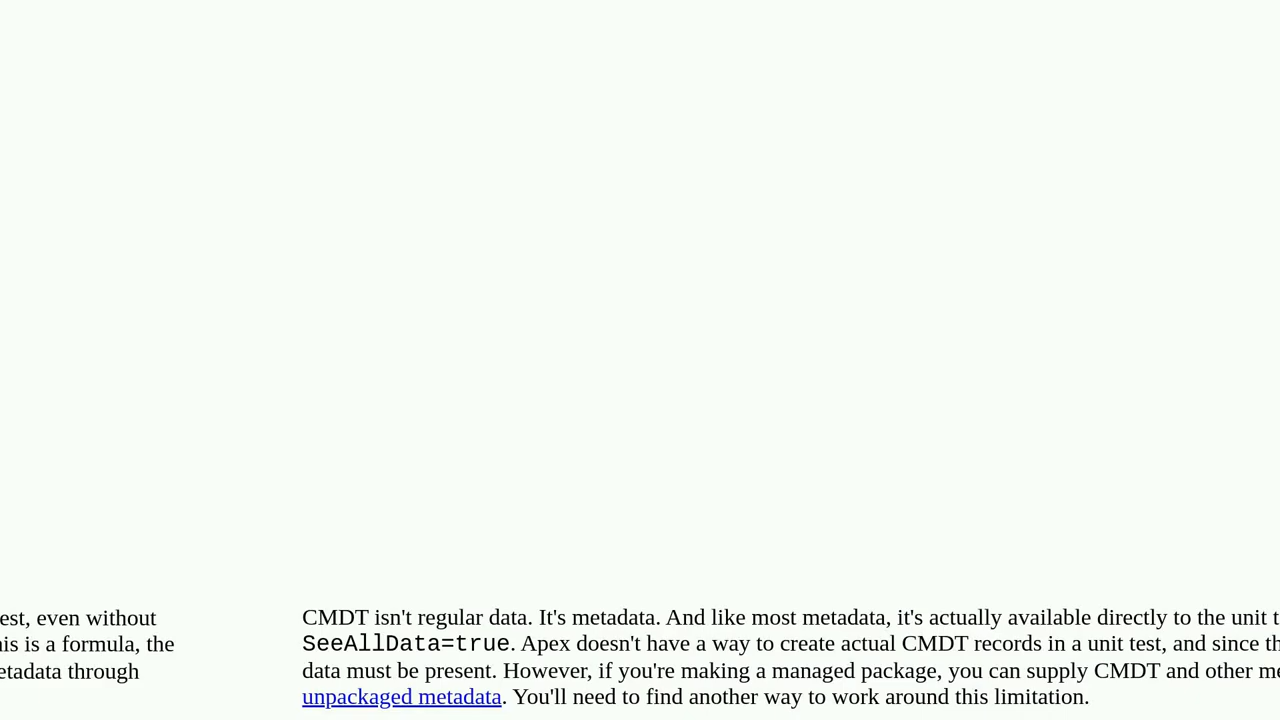 est, even without
is is a formula, the
etadata through
CMDT isn't regular data. It's metadata. And like most metadata, it's actually available directly to the unit t
SeeAllData=true. Apex doesn't have a way to create actual CMDT records in a unit test, and since th
data must be present. However, if you're making a managed package, you can supply CMDT and other me
unpackaged metadata. You'll need to find another way to work around this limitation.